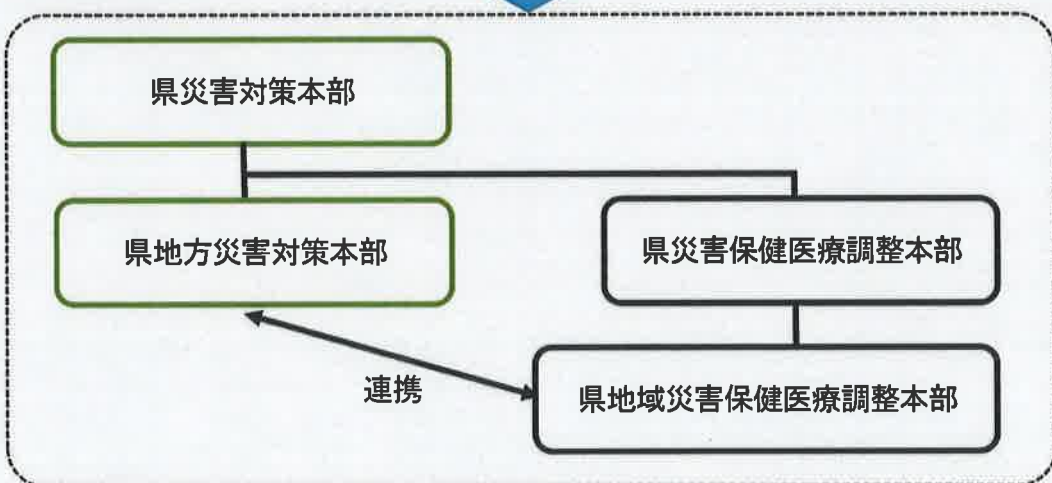 県災害対策本部
県地方災害対策本部
県災害保健医療調整本部
連携
県地域災害保健医療調整本部